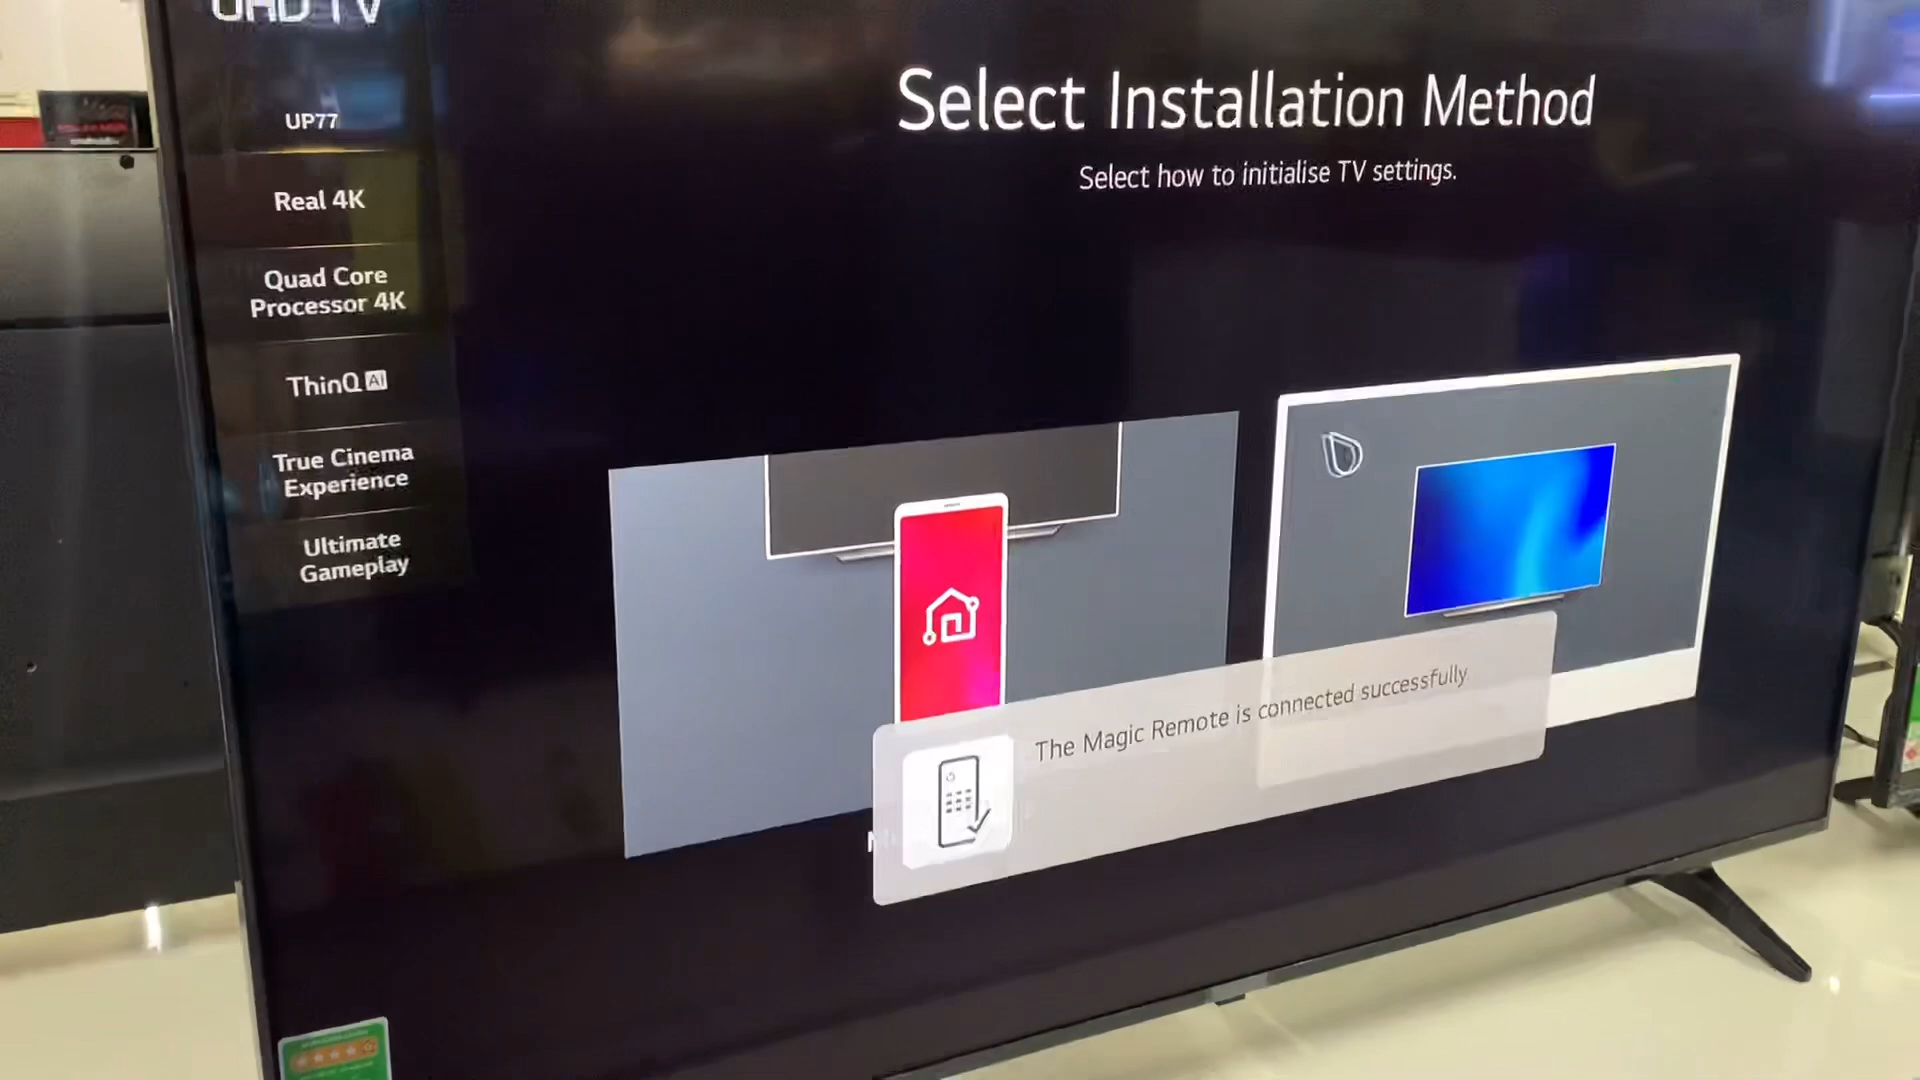 UHD TV
UP77
Real 4K
Quad Core
Processor 4K
ThinQ AI
True Cinema
Experience
Ultimate
Gameplay
Select Installation Method
Select how to initialise TV settings.
The Magic Remote is connected successfully